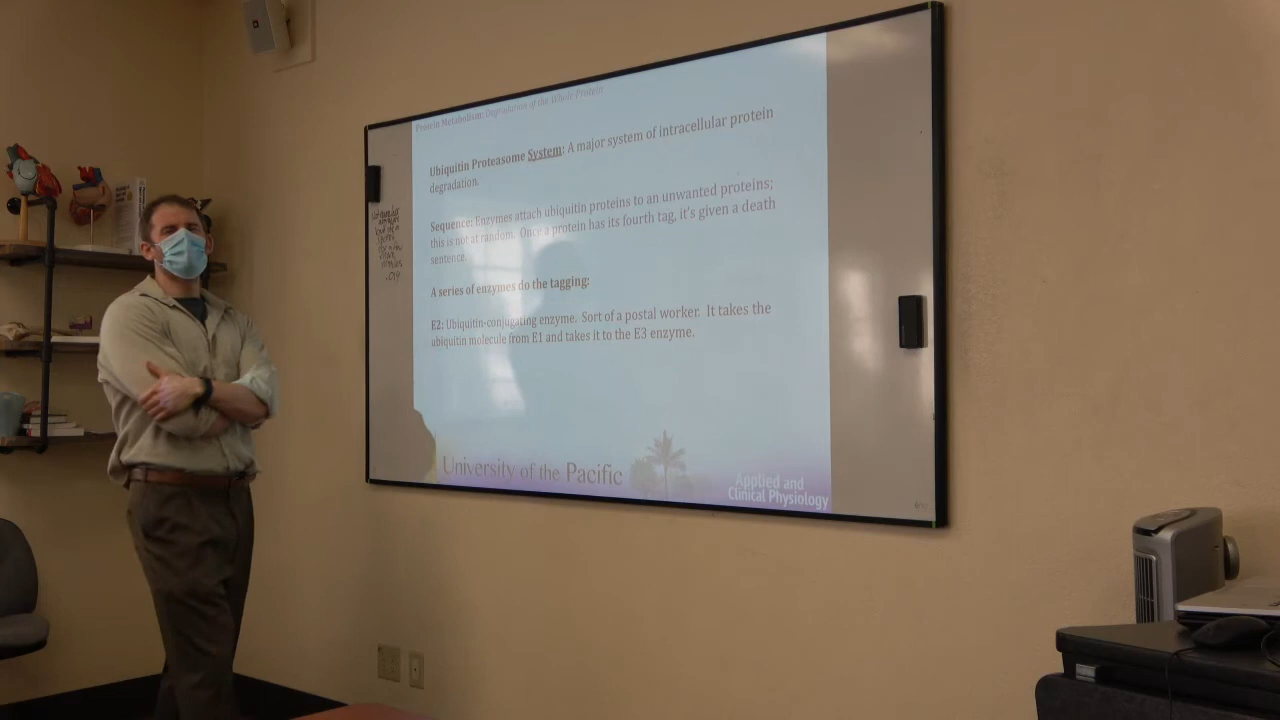 Protein Metabolism: Degradation of the Whole Protein
Ubiquitin Proteasome System: A major system of intracellular protein
degradation.
Sequence: Enzymes attach ubiquitin proteins to an unwanted proteins;
this is not at random. Once a protein has its fourth tag, it's given a death
sentence.
A series of enzymes do the tagging:
E2: Ubiquitin-conjugating enzyme. Sort of a postal worker. It takes the
ubiquitin molecule from E1 and takes it to the E3 enzyme.
University of the Pacific
Applied and
Clinical Physiology